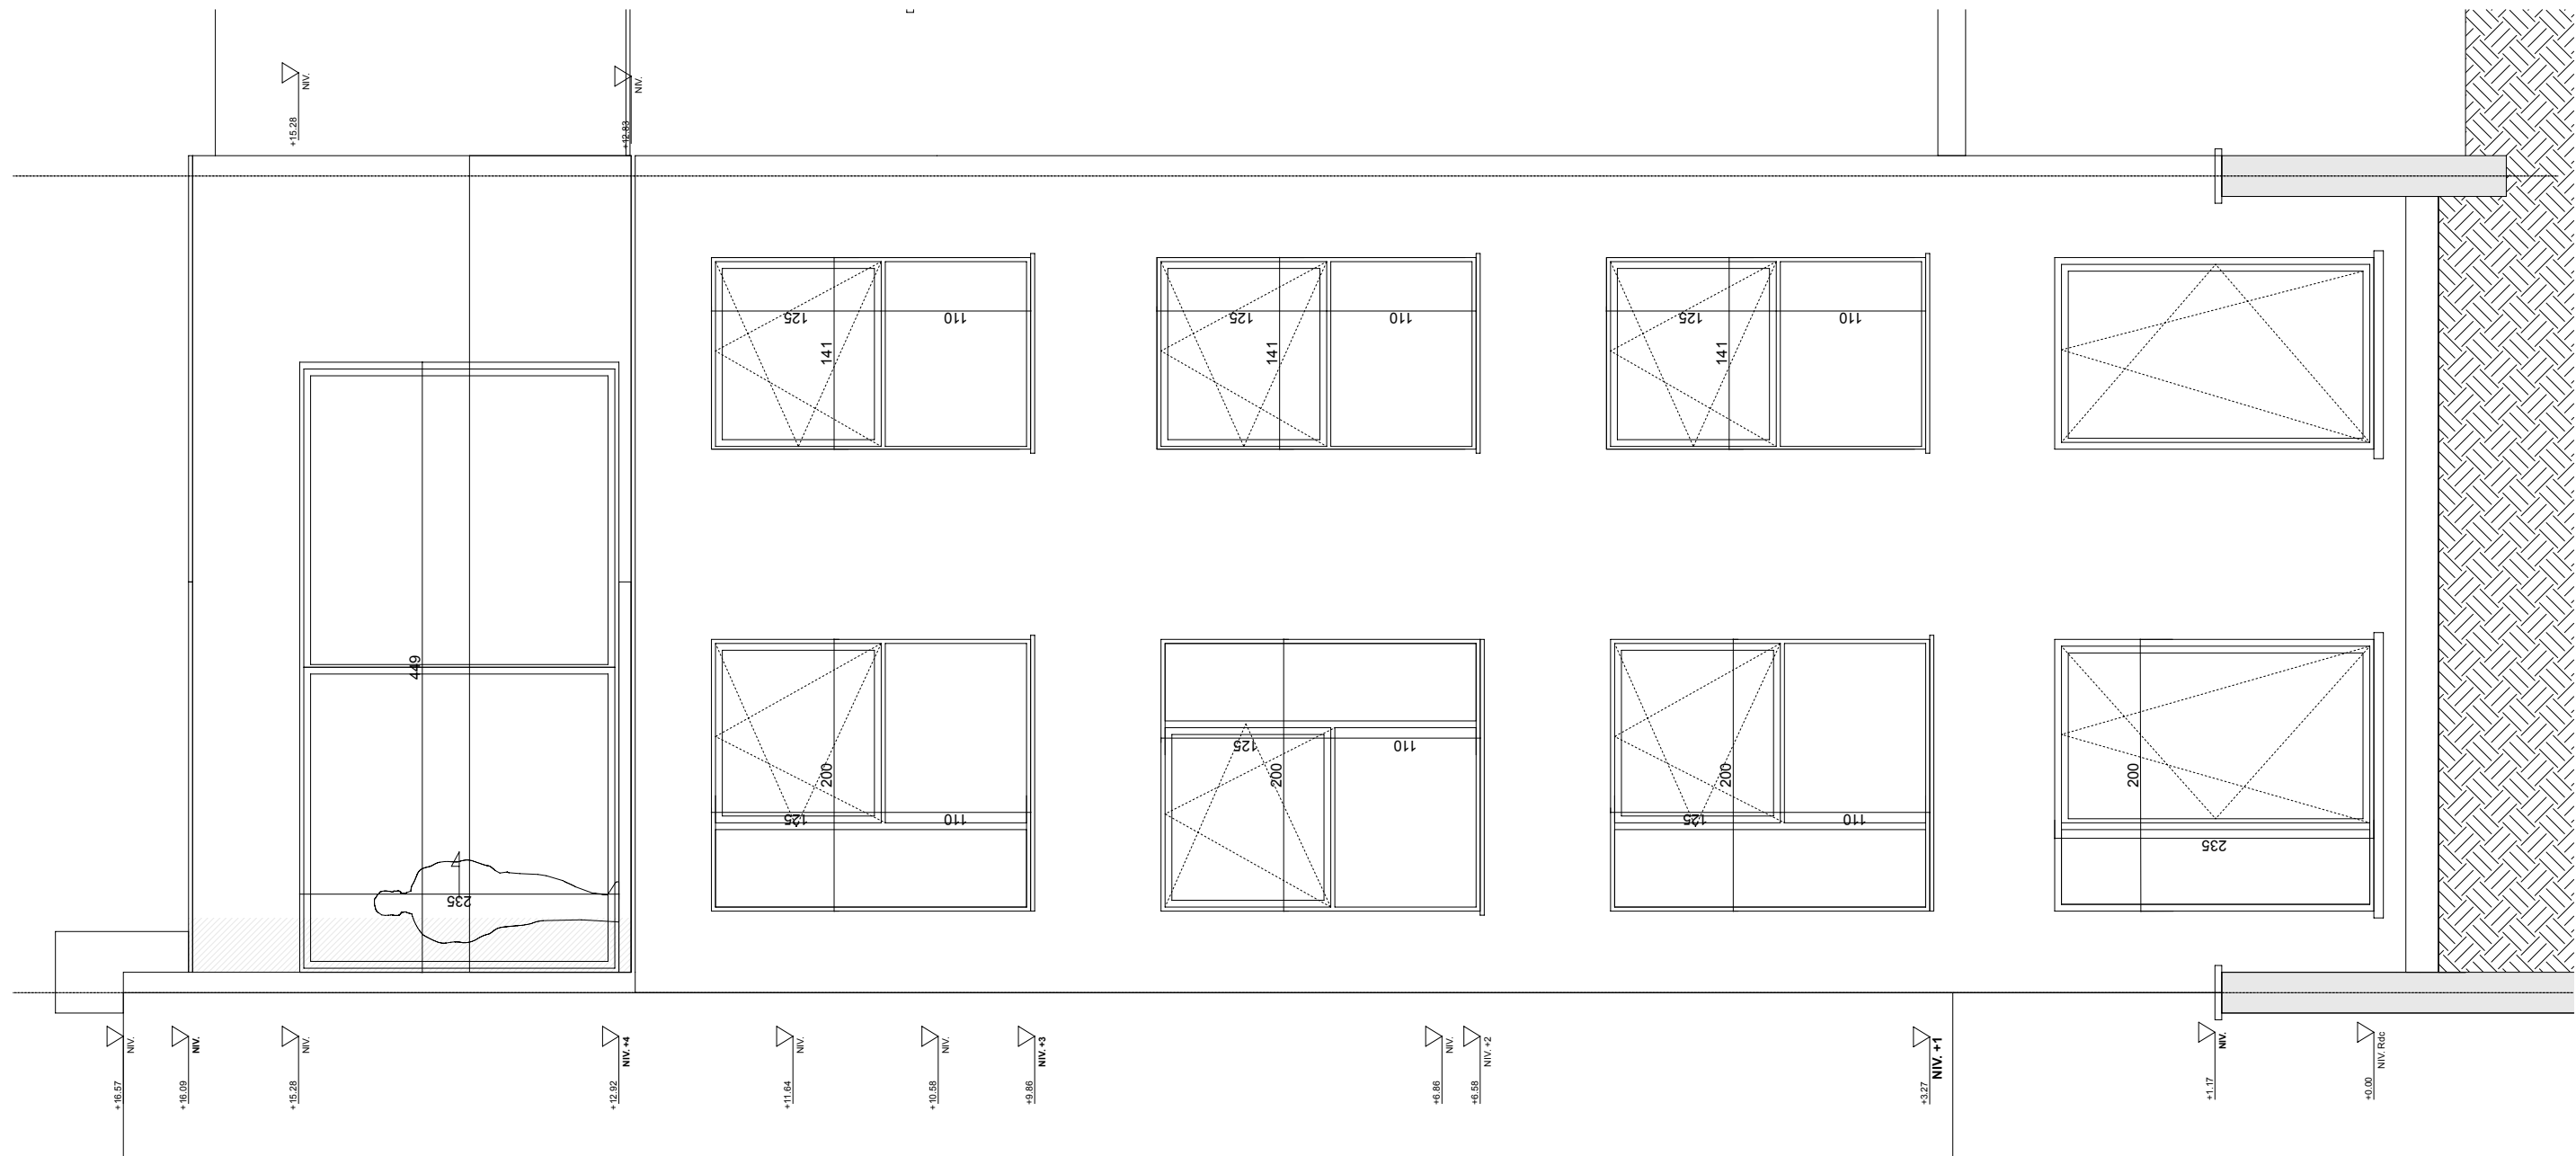 NIV.
+15.28
NIV.
+12.83
125
110
141
125
110
141
125
110
141
449
235
125
110
200
125
110
200
125
110
200
200
235
NIV.
+16.57
NIV.
+16.09
NIV.
+15.28
NIV. +4
+12.92
NIV.
+11.64
NIV.
+10.58
NIV. +3
+9.86
NIV.
+6.86
NIV. +2
+6.58
NIV. +1
+3.27
NIV.
+1.17
NIV. Rdc
+0.00